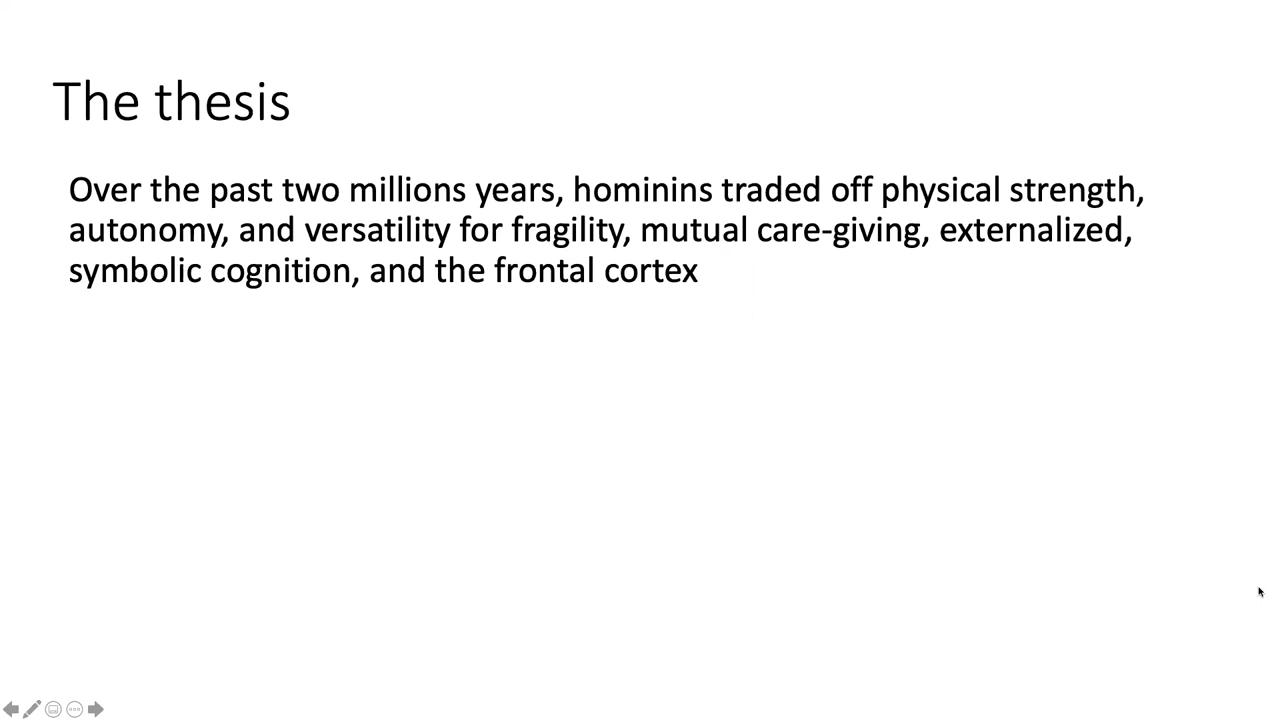 The thesis
Over the past two millions years, hominins traded off physical strength,
autonomy, and versatility for fragility, mutual care-giving, externalized,
symbolic cognition, and the frontal cortex